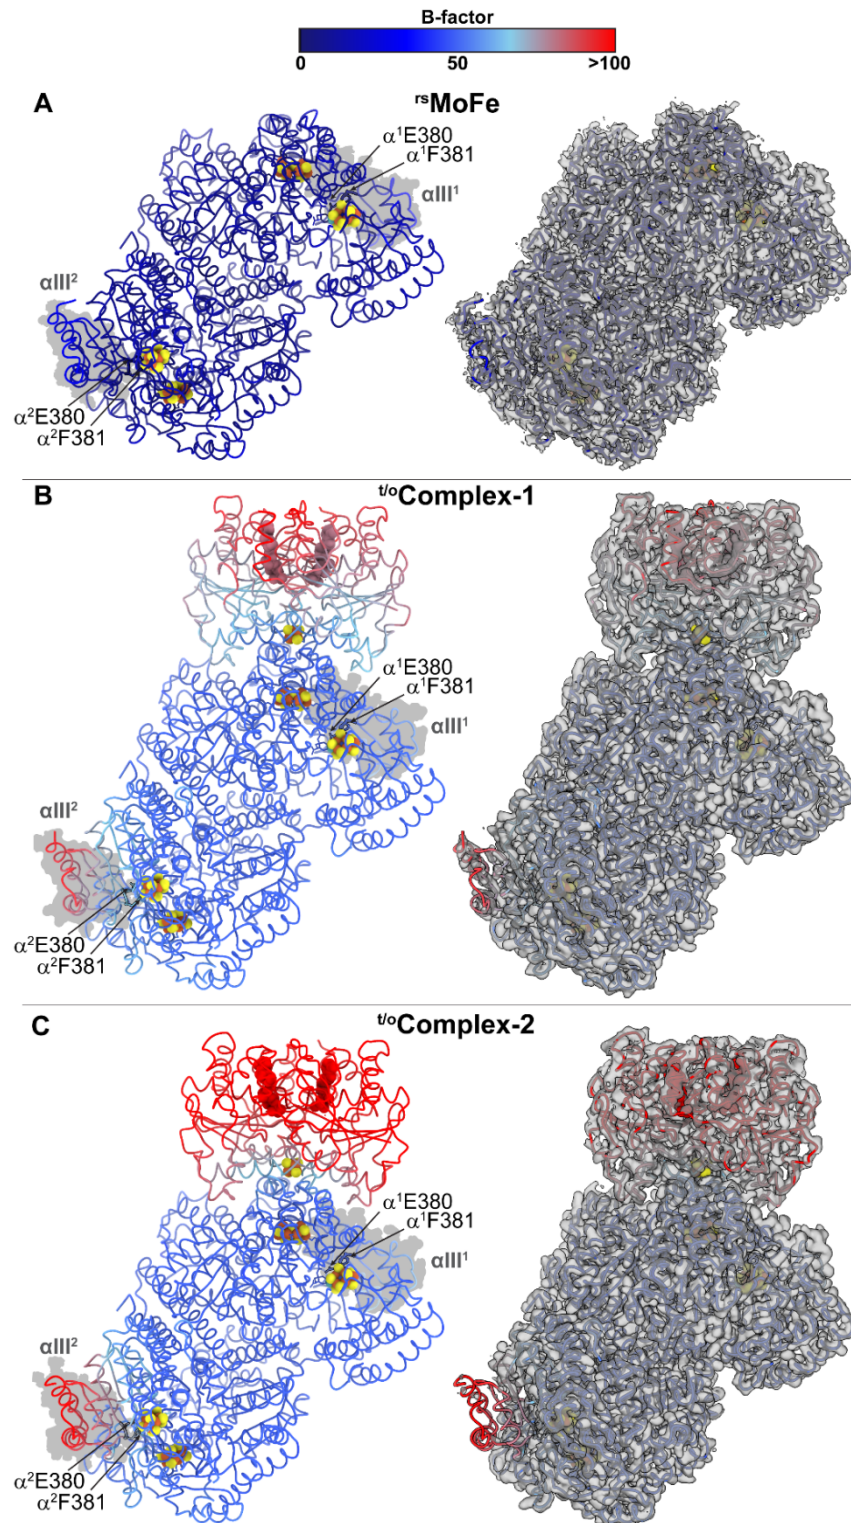 B-factor
0 50 >100
A rsMoFe
α¹E380
α¹F381
αIII¹
αIII²
α²E380
α²F381
B t/oComplex-1
α¹E380
α¹F381
αIII¹
αIII²
α²E380
α²F381
C t/oComplex-2
α¹E380
α¹F381
αIII¹
αIII²
α²E380
α²F381